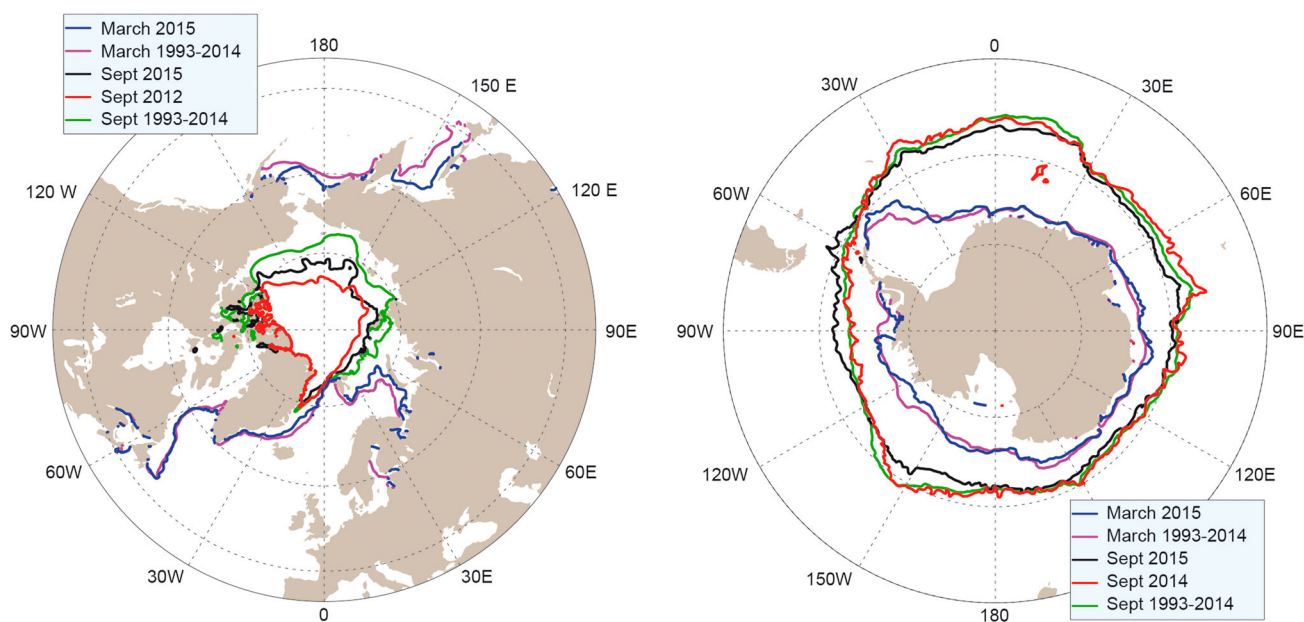 March 2015
March 1993-2014
Sept 2015
Sept 2012
Sept 1993-2014
180
150 E
120 W
120 E
90W
90E
60W
60E
30W
30E
0
0
30W
30E
60W
60E
90W
90E
120W
120E
150W
180
March 2015
March 1993-2014
Sept 2015
Sept 2014
Sept 1993-2014